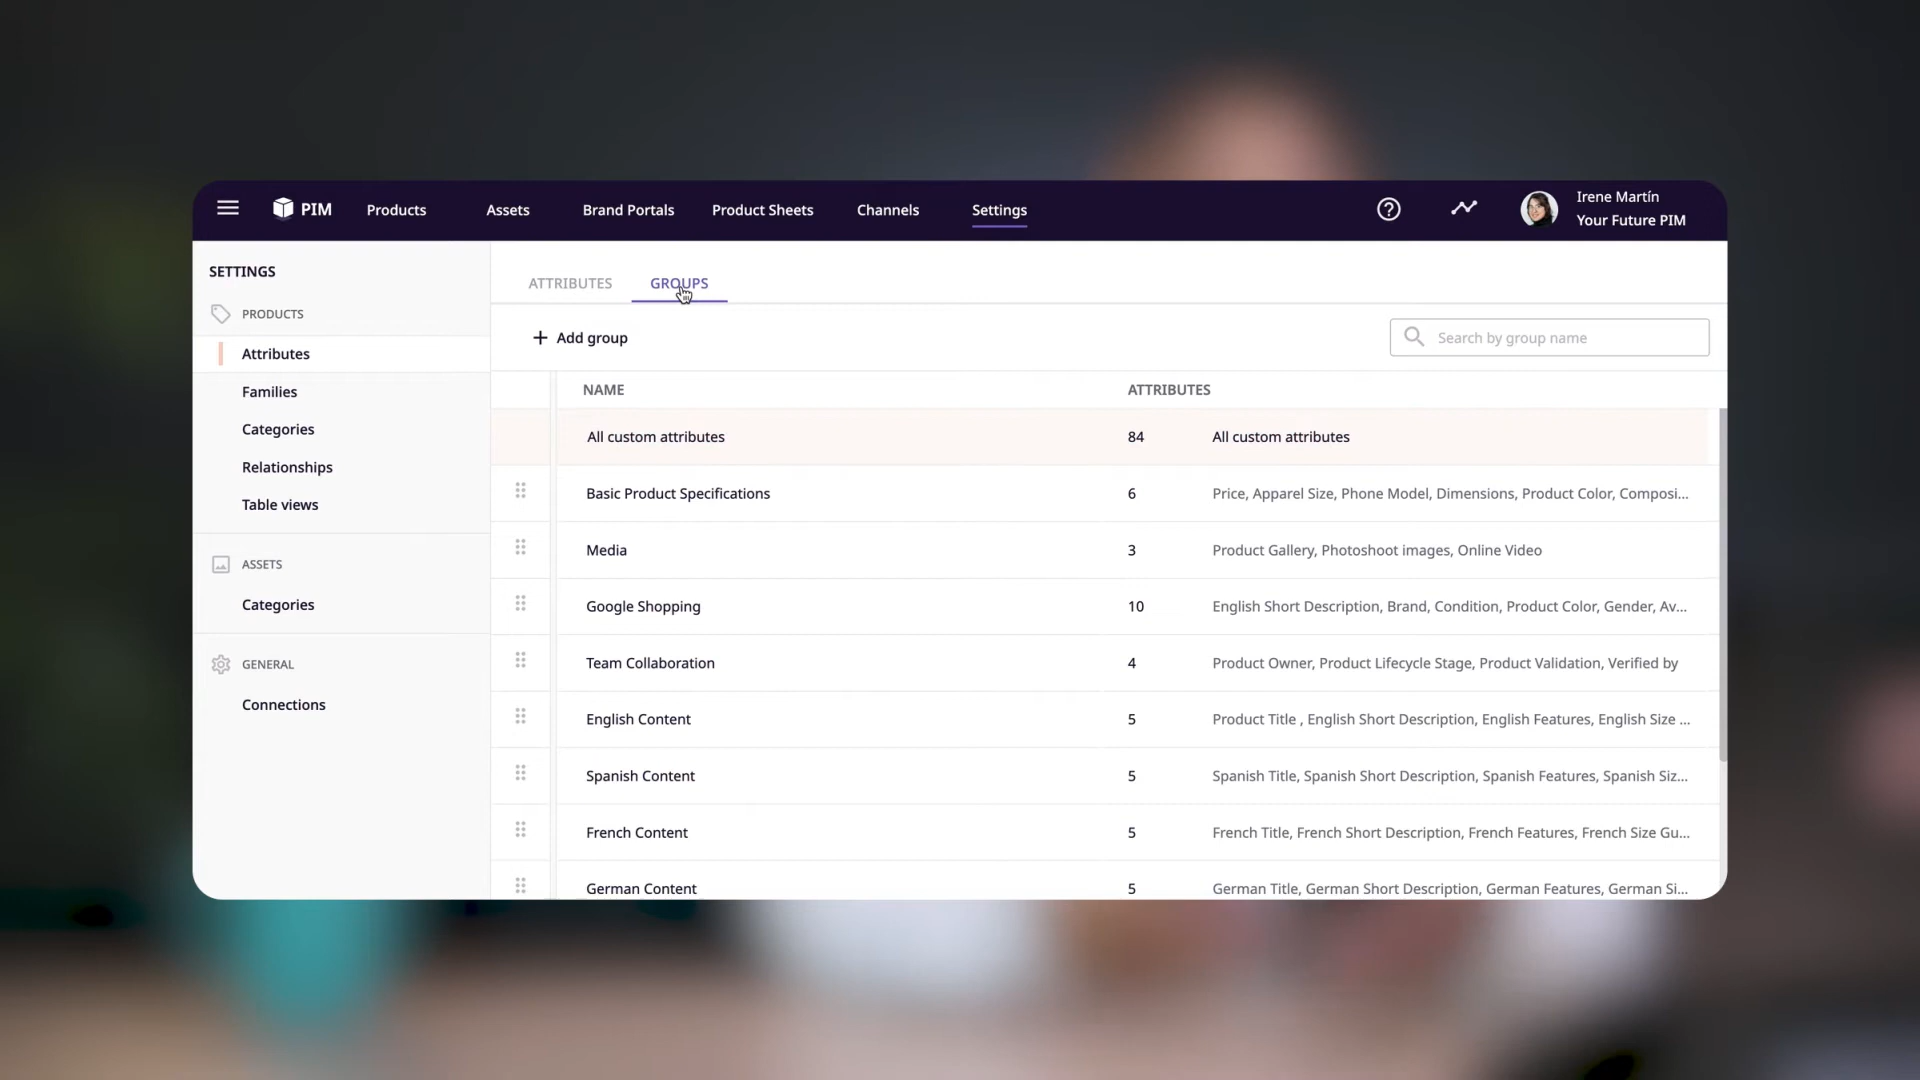 PIM
Products
Assets
Brand Portals
Product Sheets
Channels
Settings
Irene Martín
Your Future PIM
SETTINGS
PRODUCTS
Attributes
Families
Categories
Relationships
Table views
ASSETS
Categories
GENERAL
Connections
ATTRIBUTES
GROUPS
Add group
Search by group name
NAME ATTRIBUTES
All custom attributes 84 All custom attributes
Basic Product Specifications 6 Price, Apparel Size, Phone Model, Dimensions, Product Color, Composi...
Media 3 Product Gallery, Photoshoot images, Online Video
Google Shopping 10 English Short Description, Brand, Condition, Product Color, Gender, Av...
Team Collaboration 4 Product Owner, Product Lifecycle Stage, Product Validation, Verified by
English Content 5 Product Title , English Short Description, English Features, English Size ...
Spanish Content 5 Spanish Title, Spanish Short Description, Spanish Features, Spanish Siz...
French Content 5 French Title, French Short Description, French Features, French Size Gu...
German Content 5 German Title, German Short Description, German Features, German Si...